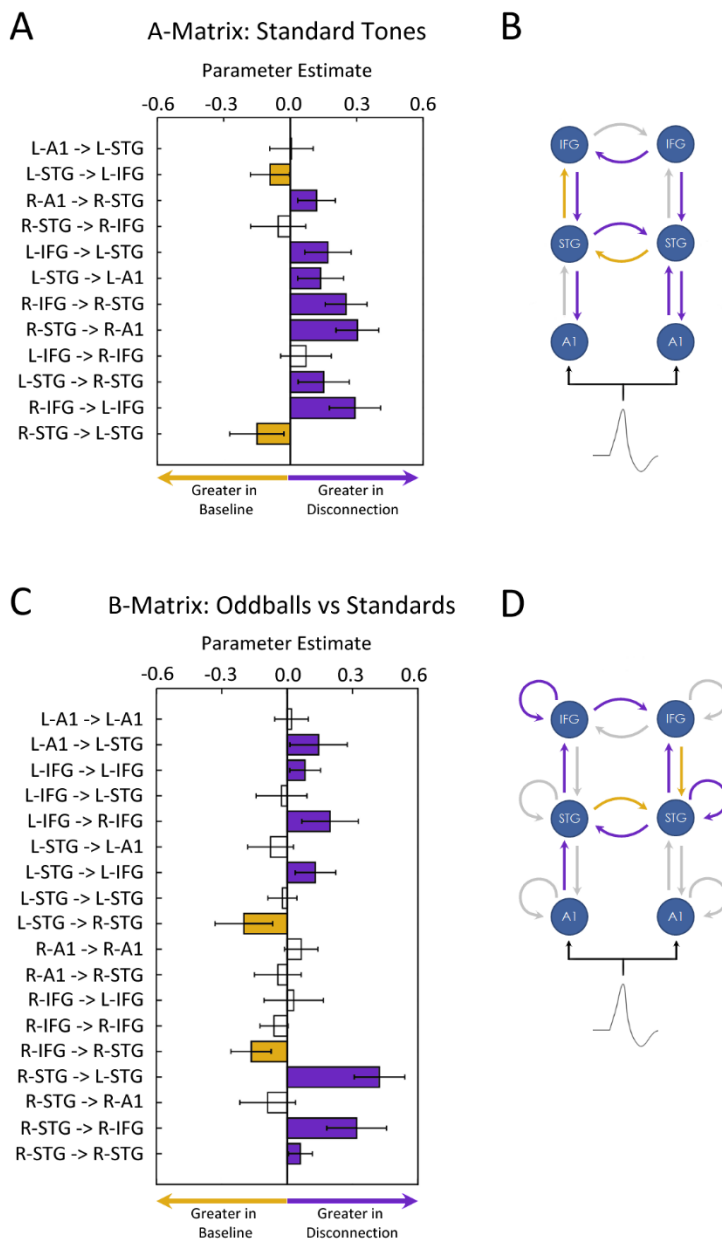 A
A-Matrix: Standard Tones
Parameter Estimate
-0.6 -0.3 0.0 0.3 0.6
L-A1 -> L-STG
L-STG -> L-IFG
R-A1 -> R-STG
R-STG -> R-IFG
L-IFG -> L-STG
L-STG -> L-A1
R-IFG -> R-STG
R-STG -> R-A1
L-IFG -> R-IFG
L-STG -> R-STG
R-IFG -> L-IFG
R-STG -> L-STG
Greater in Baseline
Greater in Disconnection
B
IFG IFG
STG STG
A1 A1
C
B-Matrix: Oddballs vs Standards
Parameter Estimate
-0.6 -0.3 0.0 0.3 0.6
L-A1 -> L-A1
L-A1 -> L-STG
L-IFG -> L-IFG
L-IFG -> L-STG
L-IFG -> R-IFG
L-STG -> L-A1
L-STG -> L-IFG
L-STG -> L-STG
L-STG -> R-STG
R-A1 -> R-A1
R-A1 -> R-STG
R-IFG -> L-IFG
R-IFG -> R-IFG
R-IFG -> R-STG
R-STG -> L-STG
R-STG -> R-A1
R-STG -> R-IFG
R-STG -> R-STG
Greater in Baseline
Greater in Disconnection
D
IFG IFG
STG STG
A1 A1